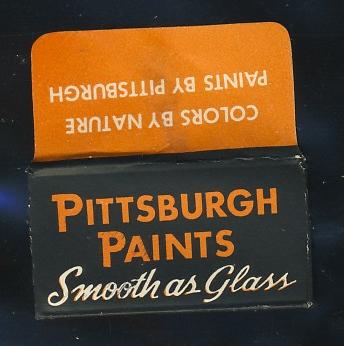 COLORS BY NATURE
PAINTS BY PITTSBURGH
PITTSBURGH
PAINTS
Smooth as Glass